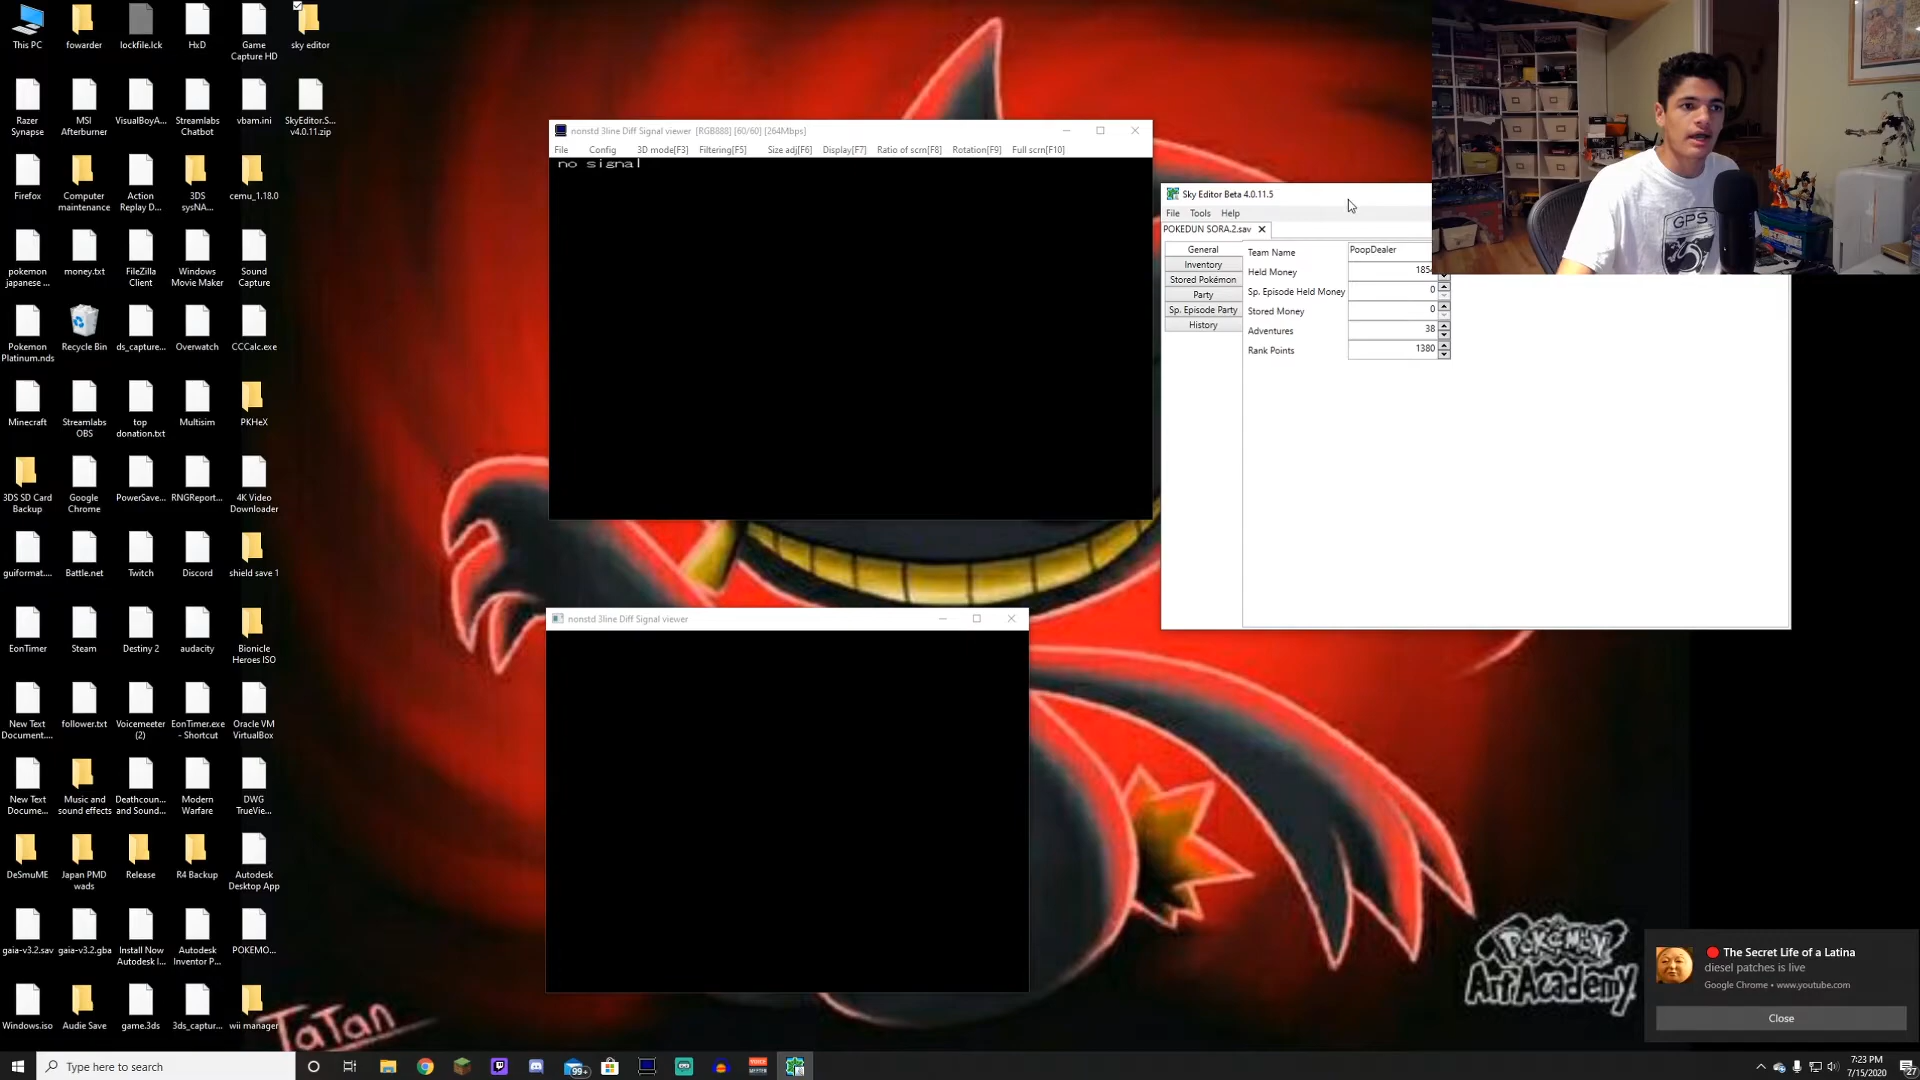 This PC
fowarder
lockfile.lck
HxD
Game Capture HD
sky editor
Razer Synapse
MSI Afterburner
VisualBoyA...
Streamlabs Chatbot
vbam.ini
SkyEditor.S... v4.0.11.zip
Firefox
Computer maintenance
Action Replay D...
3DS sysNA...
cemu_1.18.0
pokemon japanese ...
money.txt
FileZilla Client
Windows Movie Maker
Sound Capture
Pokemon Platinum.nds
Recycle Bin
ds_capture...
Overwatch
CCCalc.exe
Minecraft
Streamlabs OBS
top donation.txt
Multisim
PKHeX
3DS SD Card Backup
Google Chrome
PowerSave...
RNGReport...
4K Video Downloader
guiformat....
Battle.net
Twitch
Discord
shield save 1
EonTimer
Steam
Destiny 2
audacity
Bionicle Heroes ISO
New Text Document....
follower.txt
Voicemeeter (2)
EonTimer.exe - Shortcut
Oracle VM VirtualBox
New Text Docume...
Music and sound effects
Deathcoun... and Soun...
Modern Warfare
DWG TrueVie...
DeSmuME
Japan PMD wads
Release
R4 Backup
Autodesk Desktop App
gaia-v3.2.sav
gaia-v3.2.gba
Install Now Autodesk I...
Autodesk Inventor P...
POKEMO...
Windows.iso
Audie Save
game.3ds
3ds_captur...
wii manager
nonstd 3line Diff Signal viewer [RGB888] [60/60] [264Mbps]
File Config 3D mode[F3] Filtering[F5] Size adj[F6] Display[F7] Ratio of scrn[F8] Rotation[F9] Full scrn[F10]
no signal
nonstd 3line Diff Signal viewer
Sky Editor Beta 4.0.11.5
File Tools Help
POKEDUN SORA.2.sav
General
Inventory
Stored Pokémon
Party
Sp. Episode Party
History
Team Name PoopDealer
Held Money 185
Sp. Episode Held Money 0
Stored Money 0
Adventures 38
Rank Points 1380
GPS
TaTan
POKéMON
Art Academy
The Secret Life of a Latina
diesel patches is live
Google Chrome • www.youtube.com
Close
Type here to search
99+
7:23 PM
7/15/2020
27